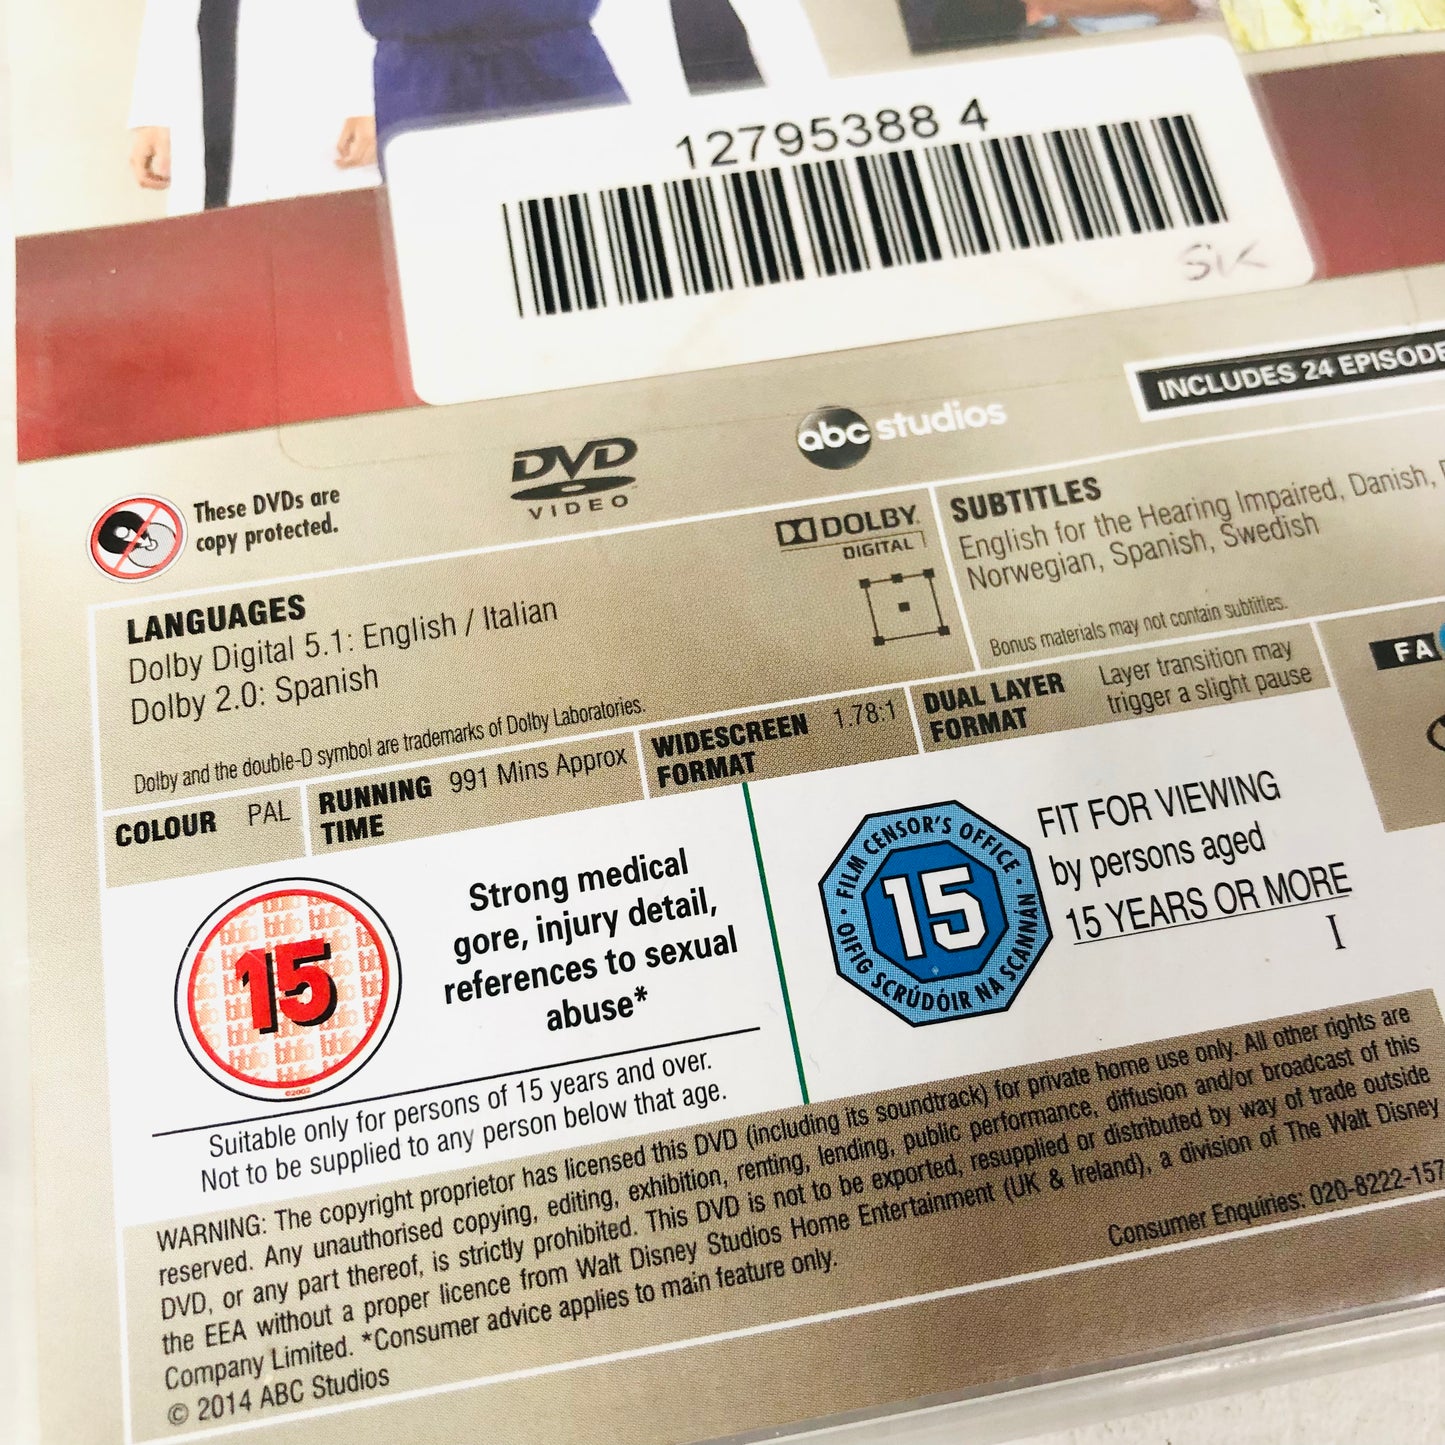 12795388 4
SK
INCLUDES 24 EPISODE
These DVDs are
copy protected.
DVD
VIDEO
abc studios
DOLBY
DIGITAL
SUBTITLES
English for the Hearing Impaired, Danish,
Norwegian, Spanish, Swedish
Bonus materials may not contain subtitles.
LANGUAGES
Dolby Digital 5.1: English / Italian
Dolby 2.0: Spanish
Dolby and the double-D symbol are trademarks of Dolby Laboratories.
COLOUR PAL
RUNNING TIME 991 Mins Approx
WIDESCREEN FORMAT 1.78:1
DUAL LAYER FORMAT
Layer transition may
trigger a slight pause
FA
15
©2002
Strong medical
gore, injury detail,
references to sexual
abuse*
Suitable only for persons of 15 years and over.
Not to be supplied to any person below that age.
FILM CENSOR'S OFFICE · OIFIG SCRÚDÓIR NA SCANNÁN ·
15
FIT FOR VIEWING
by persons aged
15 YEARS OR MORE
I
WARNING: The copyright proprietor has licensed this DVD (including its soundtrack) for private home use only. All other rights are
reserved. Any unauthorised copying, editing, exhibition, renting, lending, public performance, diffusion and/or broadcast of this
DVD, or any part thereof, is strictly prohibited. This DVD is not to be exported, resupplied or distributed by way of trade outside
the EEA without a proper licence from Walt Disney Studios Home Entertainment (UK & Ireland), a division of The Walt Disney
Company Limited. *Consumer advice applies to main feature only.
Consumer Enquiries: 020-8222-157
© 2014 ABC Studios